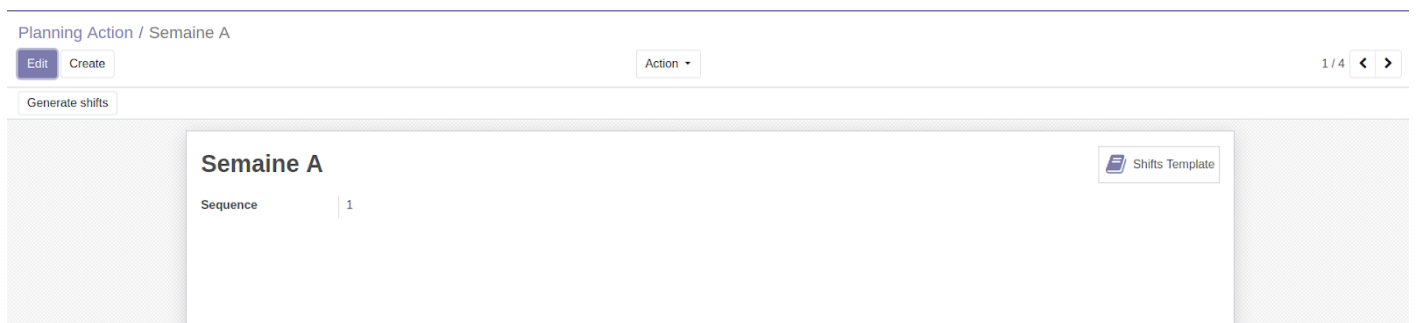 Planning Action / Semaine A
Edit Create Action 1 / 4
Generate shifts
Semaine A
Shifts Template
Sequence 1